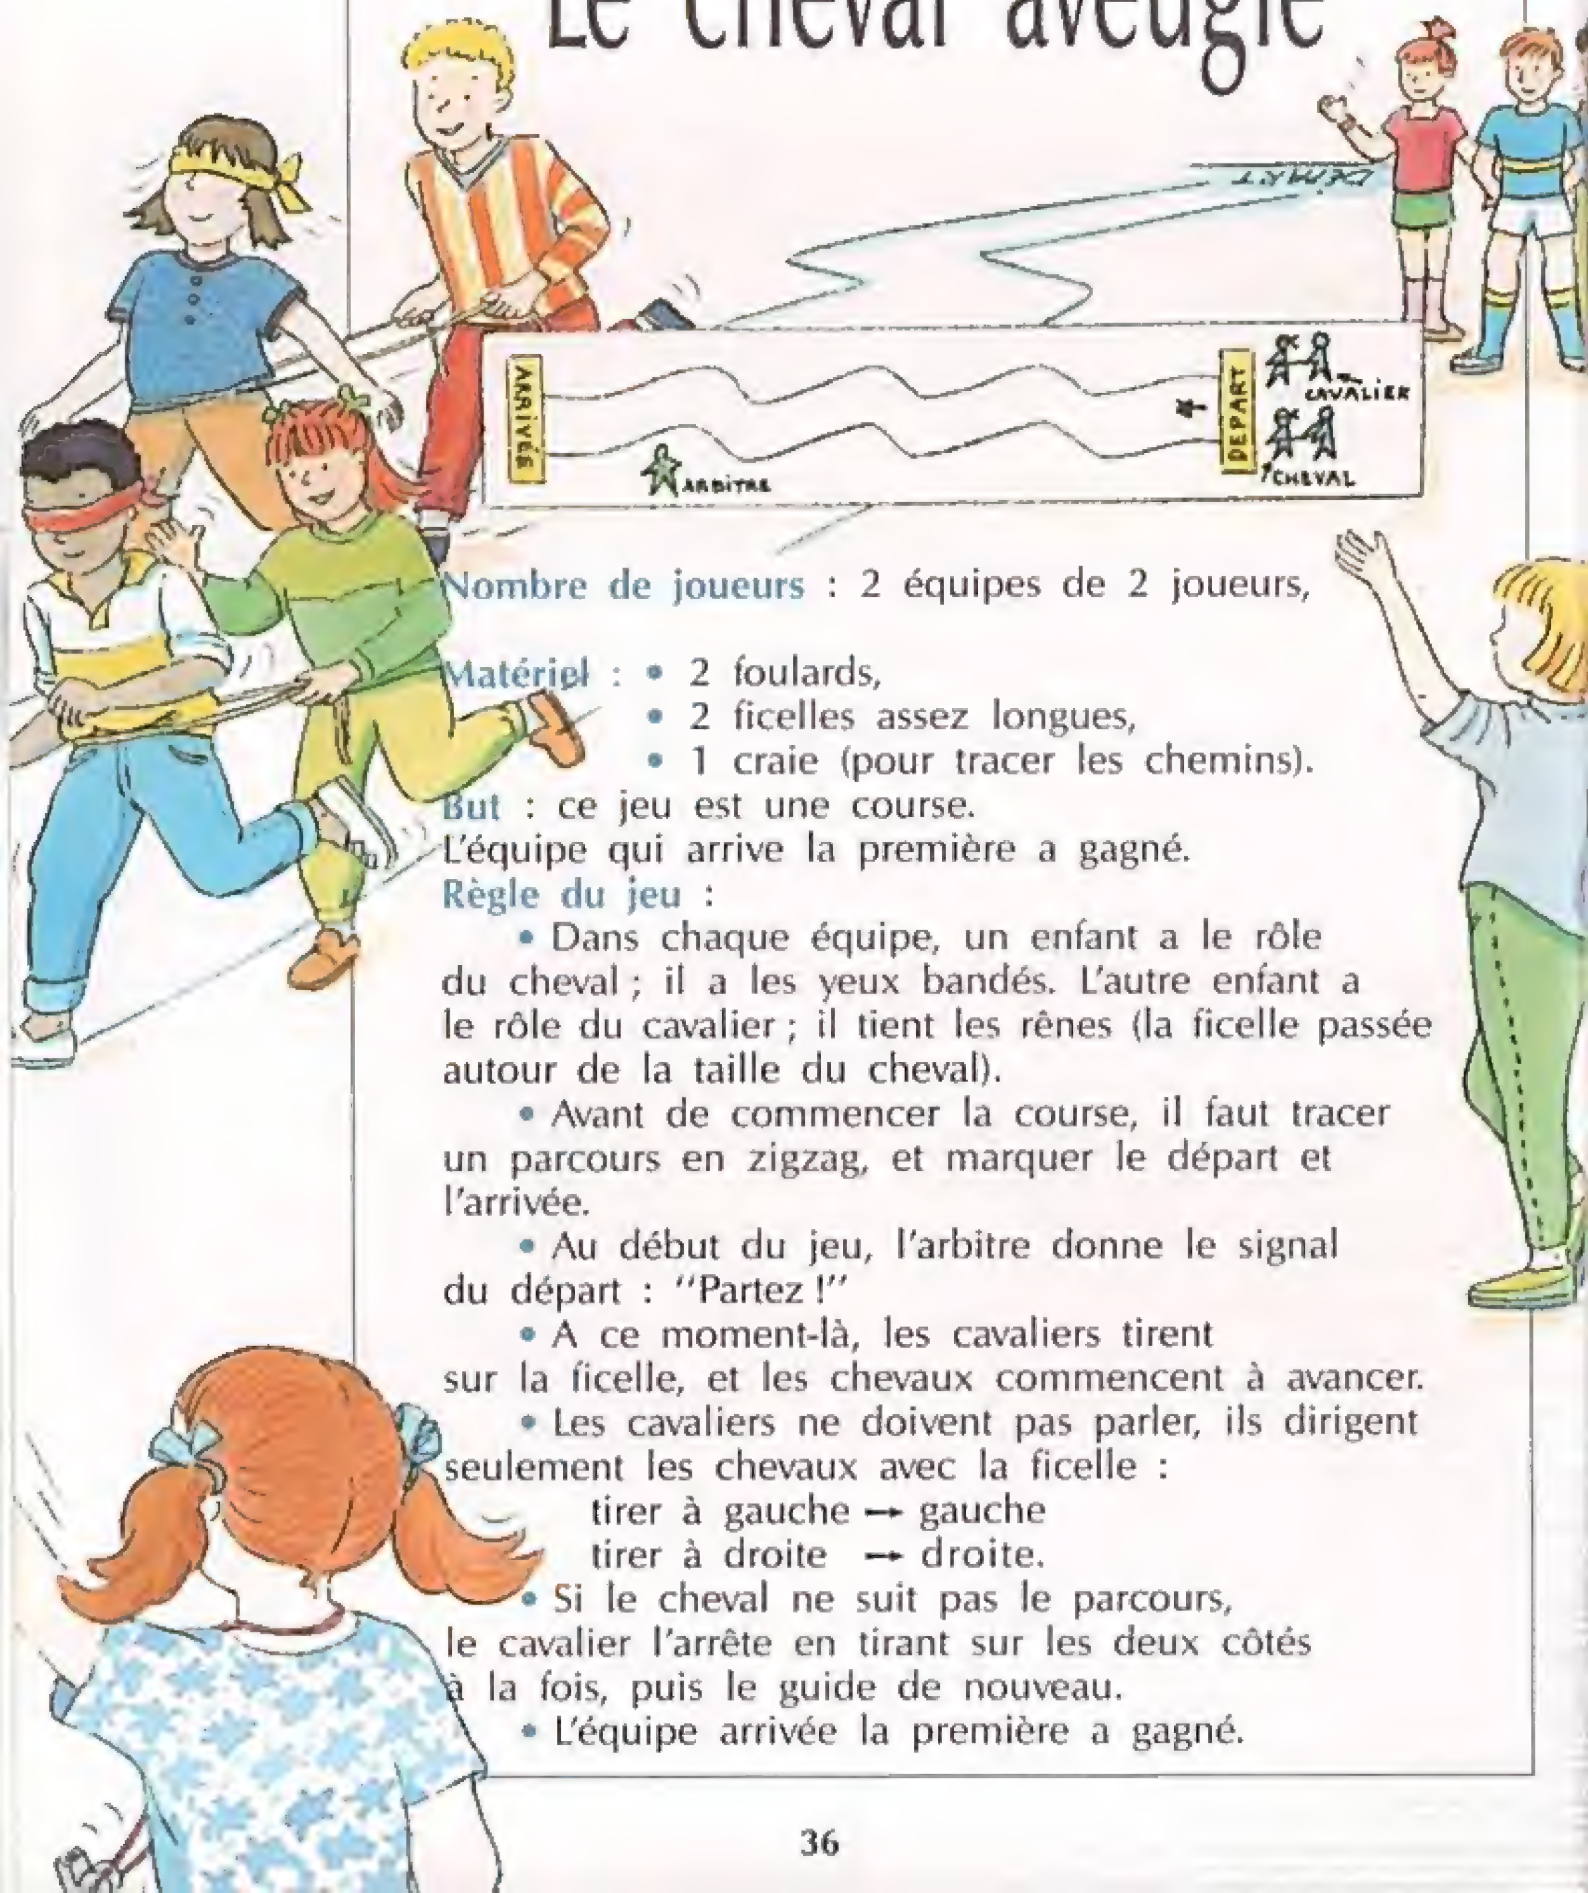 Le cheval aveugle
DÉPART
ARRIVÉE
DEPART
CAVALIER
ARBITRE
CHEVAL
Nombre de joueurs : 2 équipes de 2 joueurs,
Matériel : • 2 foulards,
• 2 ficelles assez longues,
• 1 craie (pour tracer les chemins).
But : ce jeu est une course.
L'équipe qui arrive la première a gagné.
Règle du jeu :
• Dans chaque équipe, un enfant a le rôle
du cheval ; il a les yeux bandés. L'autre enfant a
le rôle du cavalier ; il tient les rênes (la ficelle passée
autour de la taille du cheval).
• Avant de commencer la course, il faut tracer
un parcours en zigzag, et marquer le départ et
l'arrivée.
• Au début du jeu, l'arbitre donne le signal
du départ : "Partez !"
• A ce moment-là, les cavaliers tirent
sur la ficelle, et les chevaux commencent à avancer.
• Les cavaliers ne doivent pas parler, ils dirigent
seulement les chevaux avec la ficelle :
tirer à gauche → gauche
tirer à droite → droite.
• Si le cheval ne suit pas le parcours,
le cavalier l'arrête en tirant sur les deux côtés
à la fois, puis le guide de nouveau.
• L'équipe arrivée la première a gagné.
36